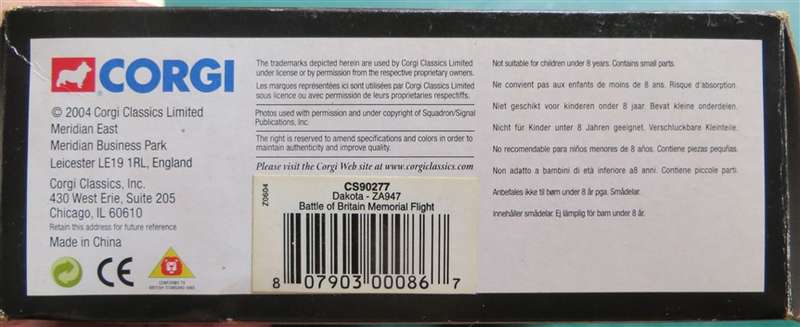 CORGI
© 2004 Corgi Classics Limited
Meridian East
Meridian Business Park
Leicester LE19 1RL, England
Corgi Classics, Inc.
430 West Erie, Suite 205
Chicago, IL 60610
Retain this address for future reference
Made in China
CE
CONFORMS TO
BRITISH STANDARD
The trademarks depicted herein are used by Corgi Classics Limited
under license or by permission from the respective proprietary owners.
Les marques représentées ici sont utilisées par Corgi Classics Limited
sous licence ou avec permission de leurs propriétaries respectifs.
Photos used with permission and under copyright of Squadron/Signal
Publications, Inc.
The right is reserved to amend specifications and colors in order to
maintain authenticity and improve quality.
Please visit the Corgi Web site at www.corgiclassics.com
Z0604
CS90277
Dakota - ZA947
Battle of Britain Memorial Flight
8 07903 00086 7
Not suitable for children under 8 years. Contains small parts.
Ne convient pas aux enfants de moins de 8 ans. Risque d'absorption.
Niet geschikt voor kinderen onder 8 jaar. Bevat kleine onderdelen.
Nicht für Kinder unter 8 Jahren geeignet. Verschluckbare Kleinteile.
No recomendable para niños menores de 8 años. Contiene piezas pequeñas.
Non adatto a bambini di età inferiore a8 anni. Contiene piccole parti.
Anbefales ikke til børn under 8 år pga. Smådelar.
Innehåller smådelar. Ej lämplig för barn under 8 år.